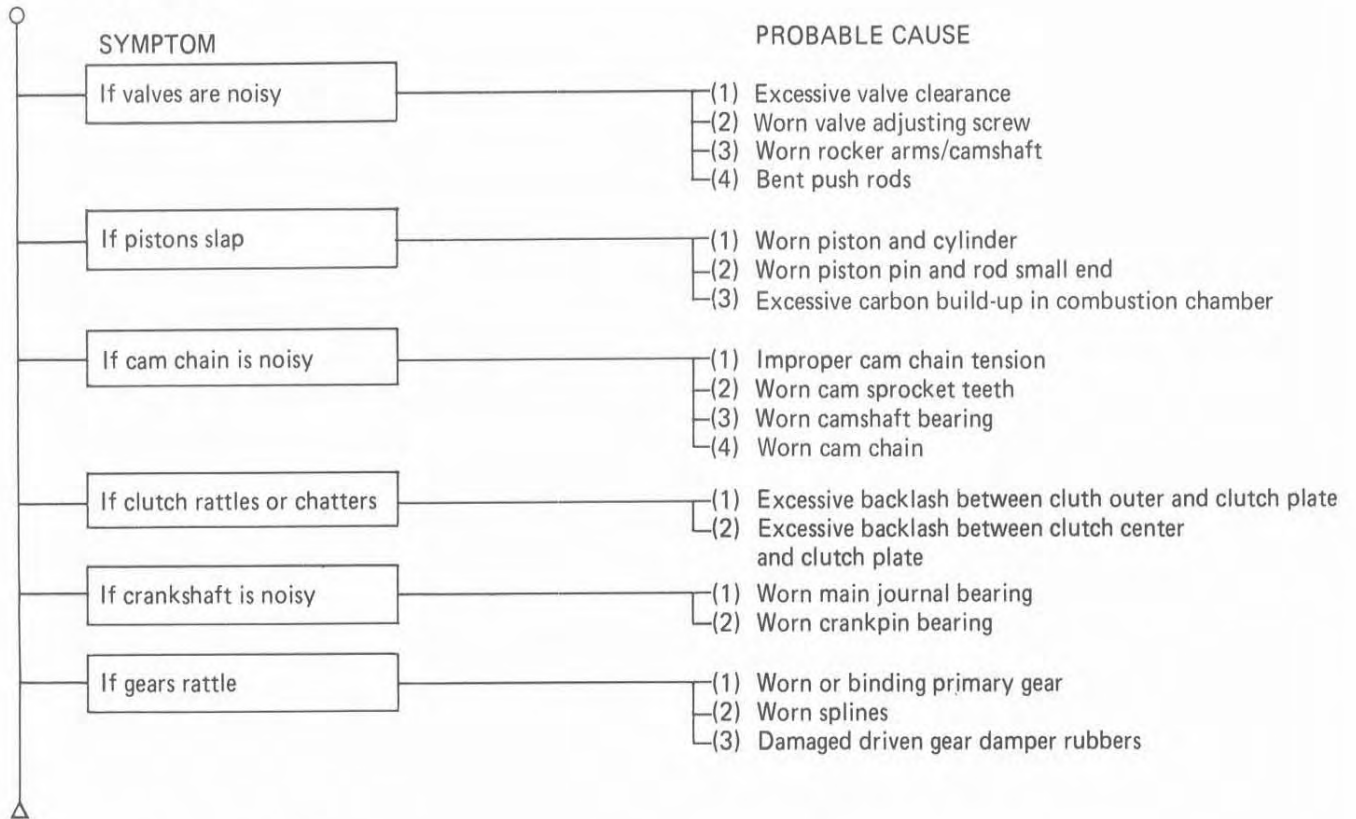 SYMPTOM
PROBABLE CAUSE
If valves are noisy
(1) Excessive valve clearance
(2) Worn valve adjusting screw
(3) Worn rocker arms/camshaft
(4) Bent push rods
If pistons slap
(1) Worn piston and cylinder
(2) Worn piston pin and rod small end
(3) Excessive carbon build-up in combustion chamber
If cam chain is noisy
(1) Improper cam chain tension
(2) Worn cam sprocket teeth
(3) Worn camshaft bearing
(4) Worn cam chain
If clutch rattles or chatters
(1) Excessive backlash between cluth outer and clutch plate
(2) Excessive backlash between clutch center
and clutch plate
If crankshaft is noisy
(1) Worn main journal bearing
(2) Worn crankpin bearing
If gears rattle
(1) Worn or binding primary gear
(2) Worn splines
(3) Damaged driven gear damper rubbers